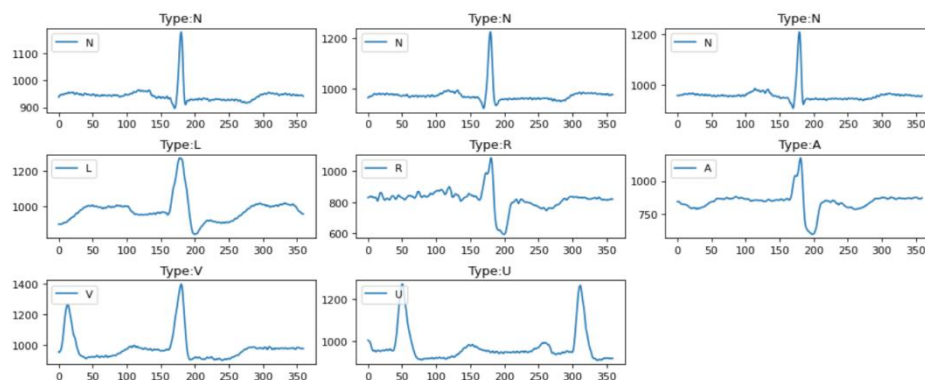 Type:N Type:N Type:N
1100 N 1200 N 1200 N
1000 1000 1000
900
0 50 100 150 200 250 300 350 0 50 100 150 200 250 300 350 0 50 100 150 200 250 300 350
Type:L Type:R Type:A
1200 L 1000 R 1000 A
1000 800 750
600
0 50 100 150 200 250 300 350 0 50 100 150 200 250 300 350 0 50 100 150 200 250 300 350
Type:V Type:U
1400 V 1200 U
1200
1000 1000
0 50 100 150 200 250 300 350 0 50 100 150 200 250 300 350